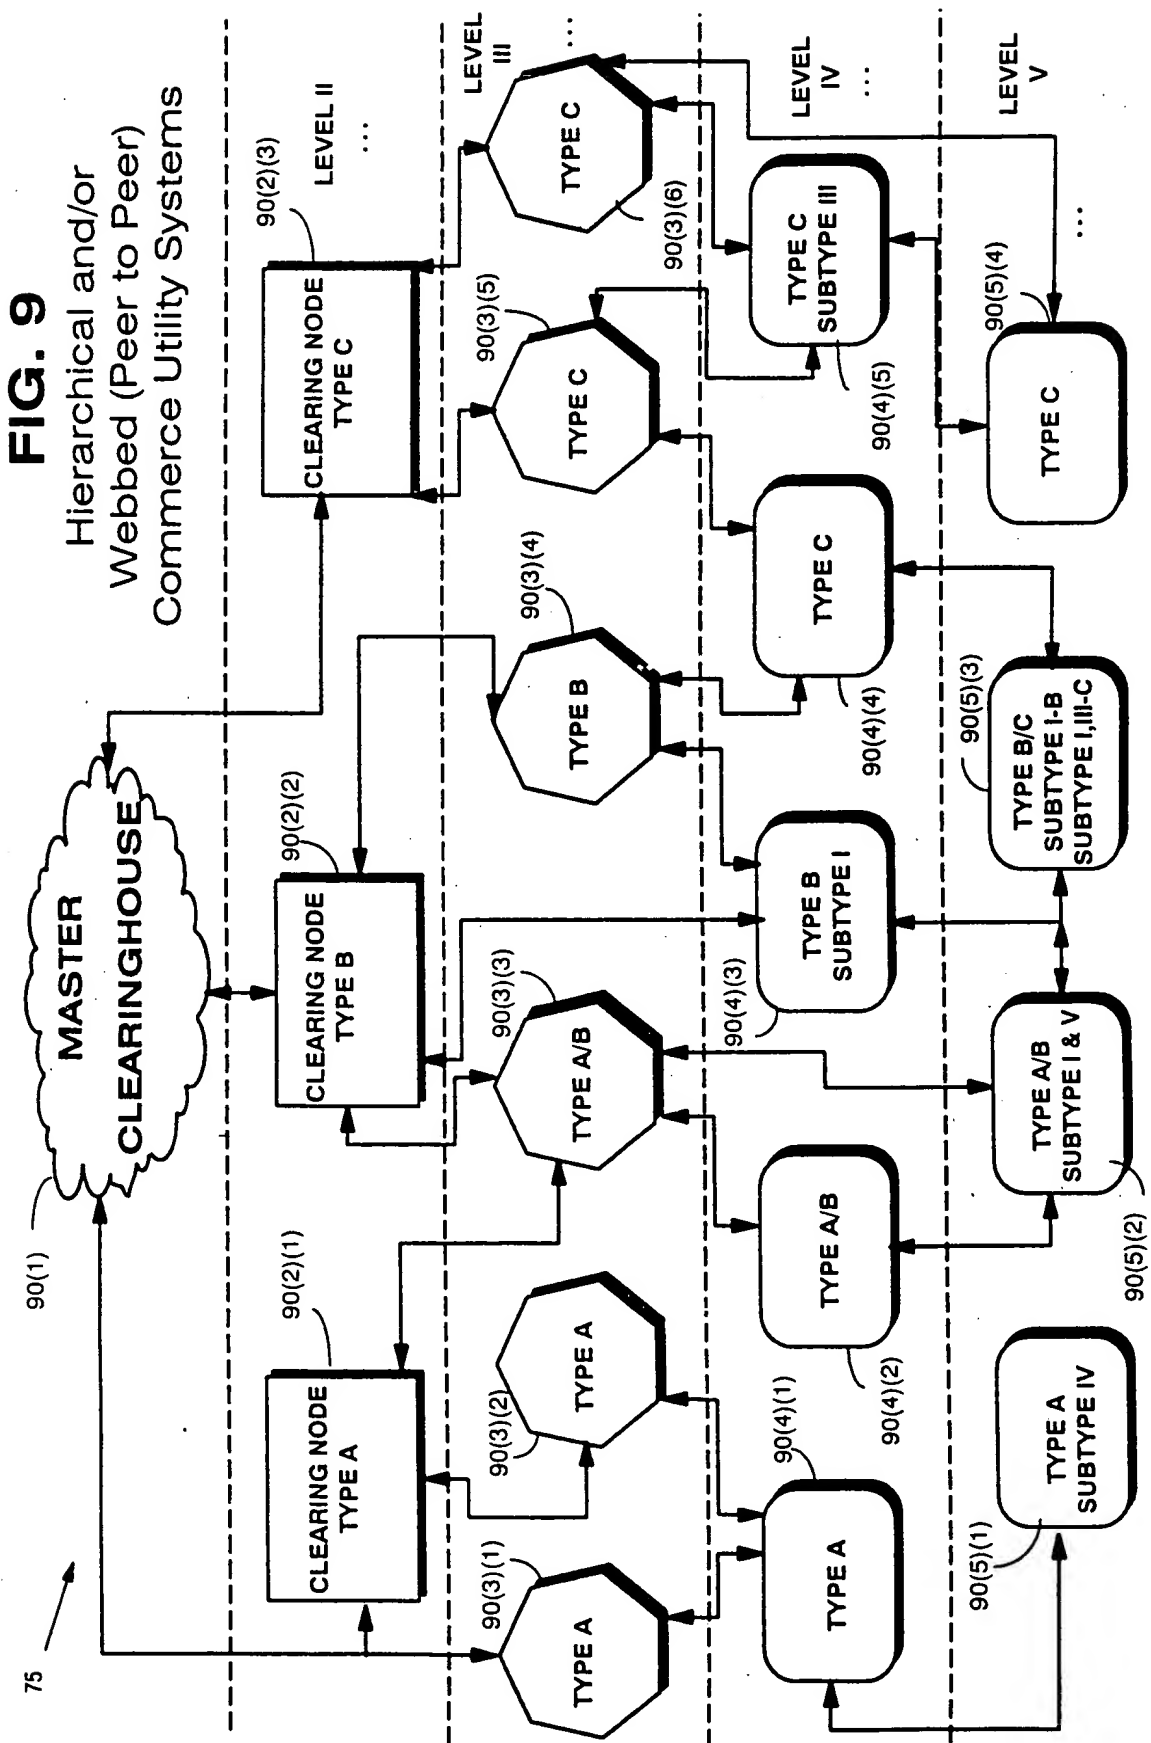 FIG. 9
Hierarchical and/or
Webbed (Peer to Peer)
Commerce Utility Systems
75
90(1)
MASTER
CLEARINGHOUSE
90(2)(1)
CLEARING NODE
TYPE A
90(2)(2)
CLEARING NODE
TYPE B
90(2)(3)
CLEARING NODE
TYPE C
LEVEL II
...
90(3)(1)
TYPE A
90(3)(2)
TYPE A
90(3)(3)
TYPE A/B
90(3)(4)
TYPE B
90(3)(5)
TYPE C
90(3)(6)
TYPE C
LEVEL
III
...
90(4)(1)
TYPE A
90(4)(2)
TYPE A/B
90(4)(3)
TYPE B
SUBTYPE I
90(4)(4)
TYPE C
90(4)(5)
TYPE C
SUBTYPE III
LEVEL
IV
...
90(5)(1)
TYPE A
SUBTYPE IV
90(5)(2)
TYPE A/B
SUBTYPE I & V
90(5)(3)
TYPE B/C
SUBTYPE I-B
SUBTYPE I,III-C
90(5)(4)
TYPE C
LEVEL
V
...